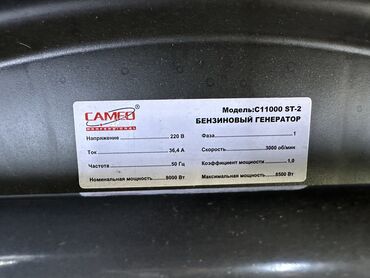 CAMEO
PROFESSIONAL
Модель:C11000 ST-2
БЕНЗИНОВЫЙ ГЕНЕРАТОР
Напряжение 220 В
Фаза 1
Ток 36,4 А
Скорость 3000 об/мин
Частота 50 Гц
Коэффициент мощности 1,0
Номинальная мощность 8000 Вт
Максимальная мощность 8500 Вт